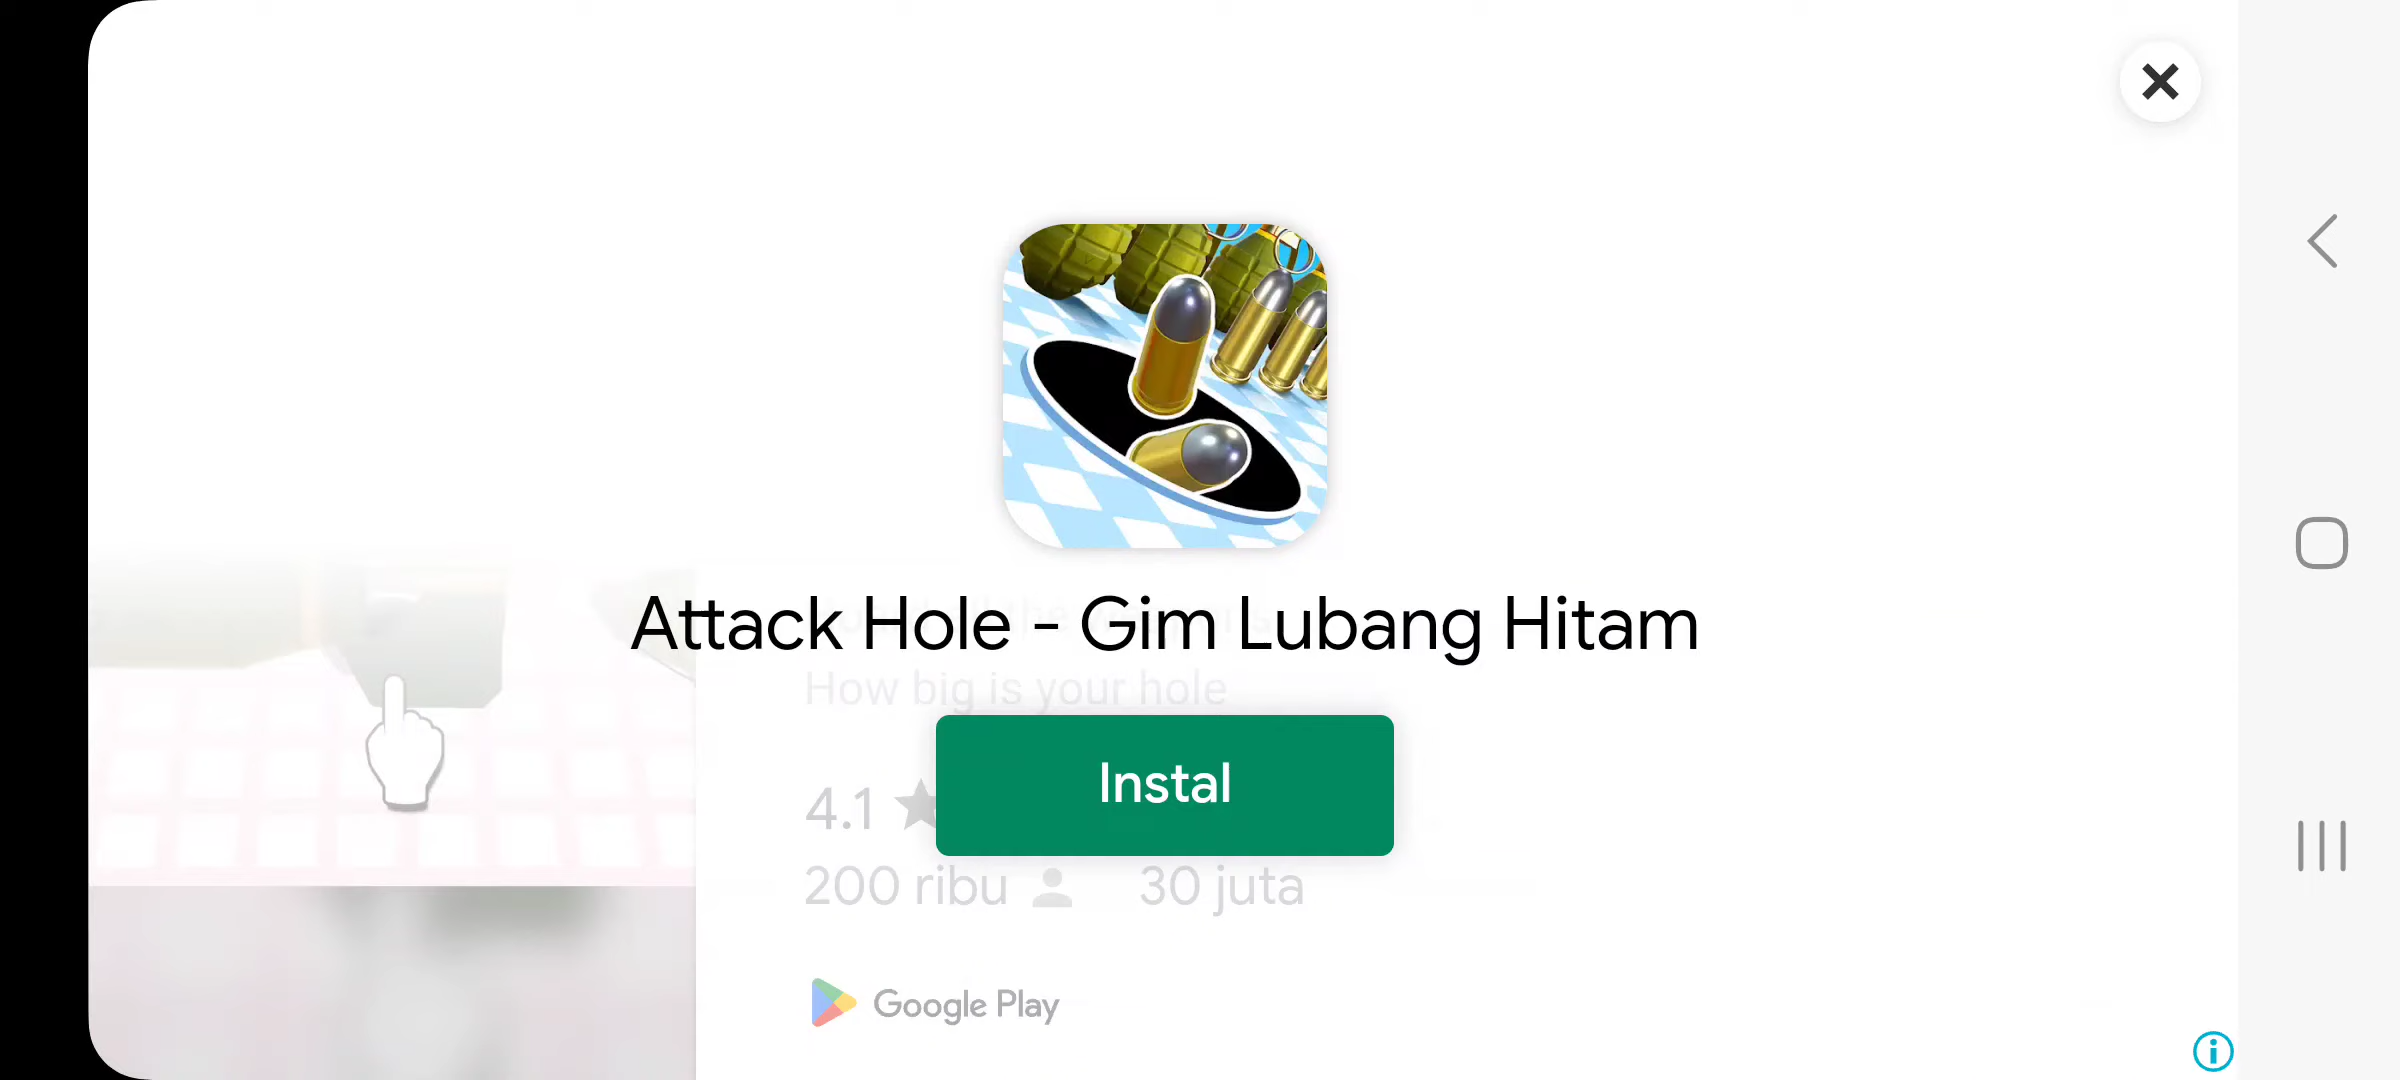 Attack Hole - Gim Lubang Hitam
How big is your hole
Instal
4.1
200 ribu 30 juta
Google Play